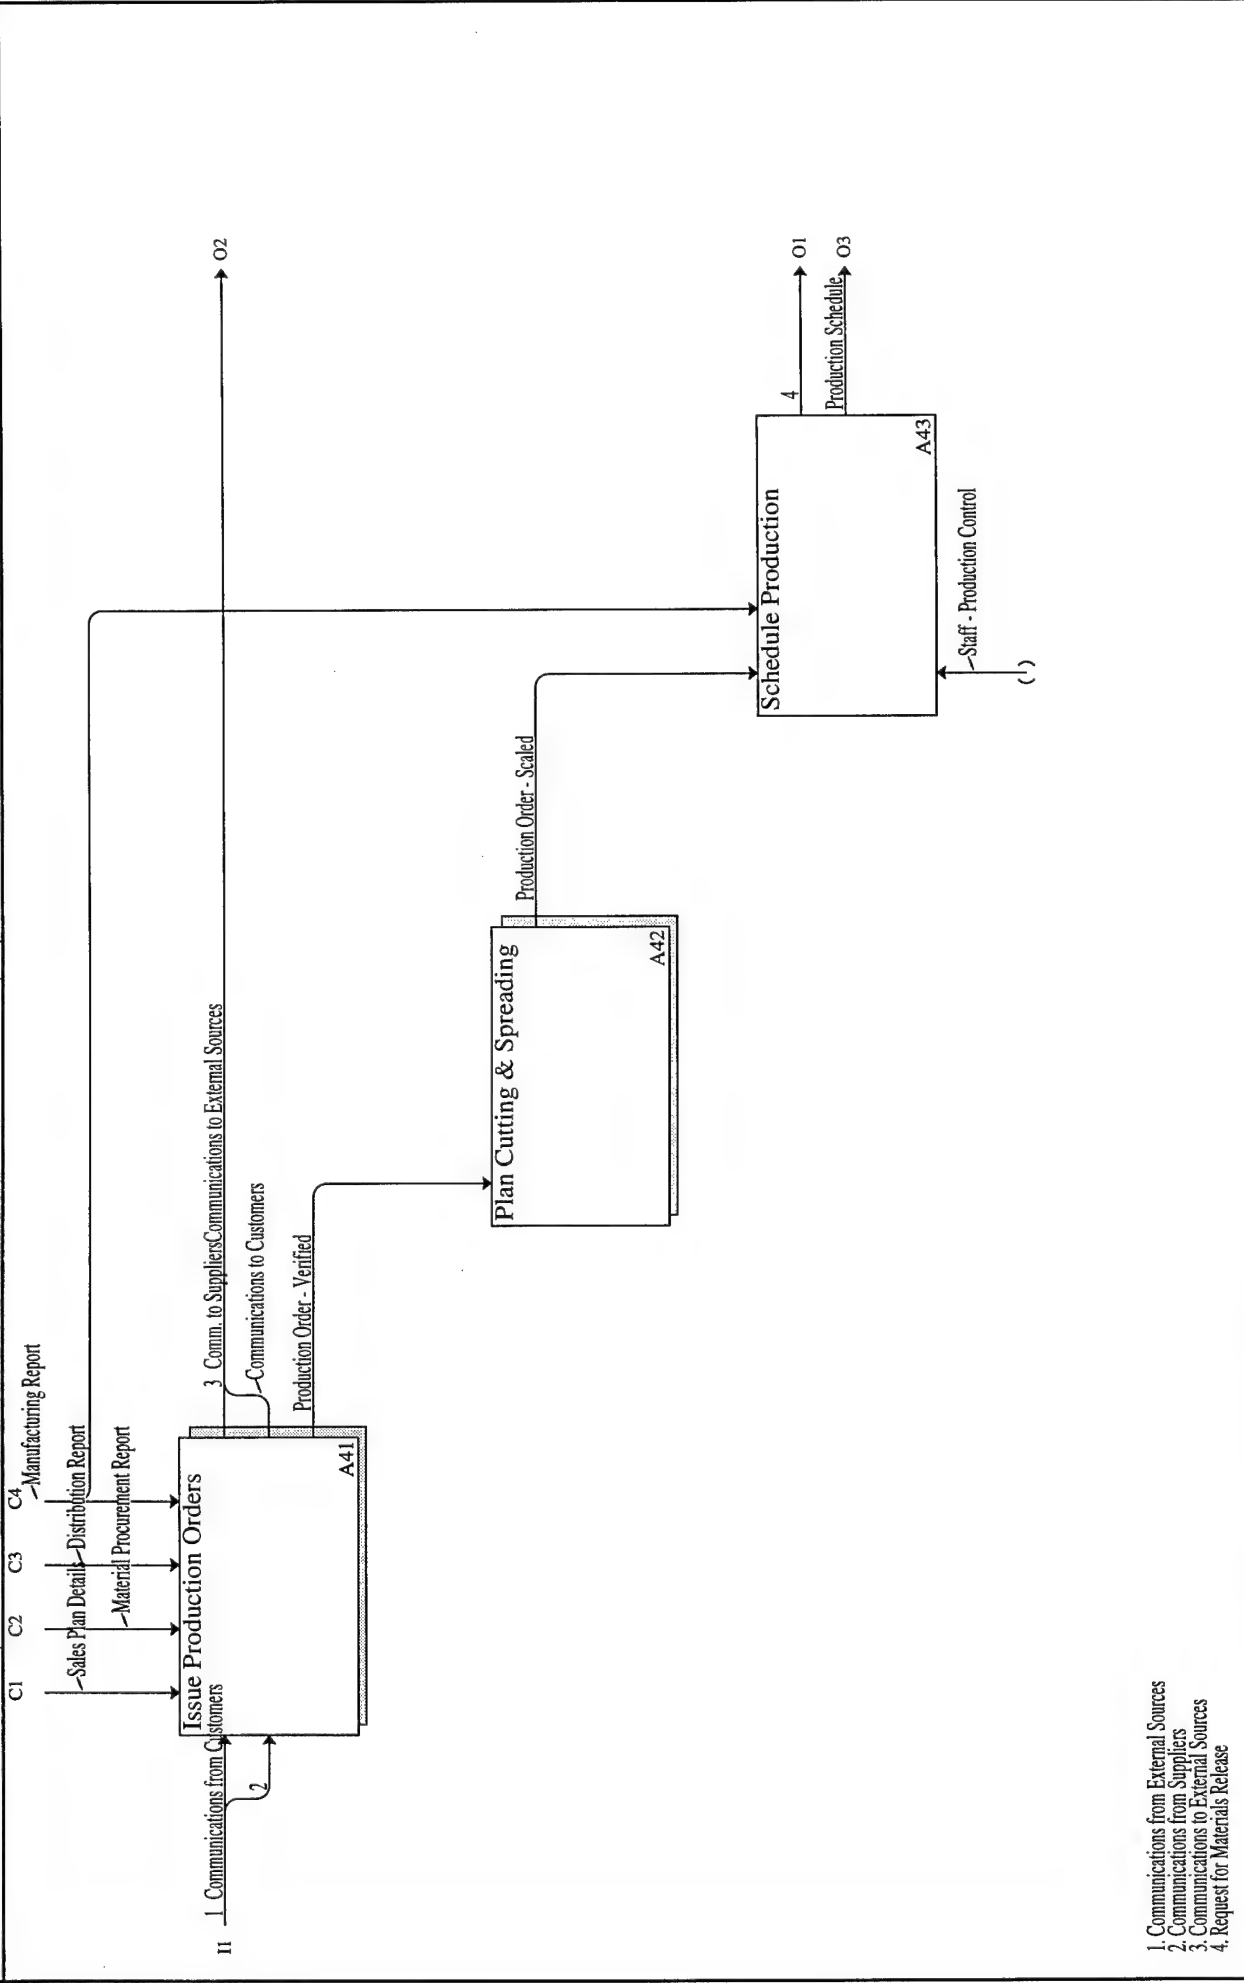 C1
C2
C3
C4
Manufacturing Report
Sales Plan Details
Distribution Report
Material Procurement Report
I1
1 Communications from Customers
2
Issue Production Orders
A41
3 Comm. to SuppliersCommunications to External Sources
O2
Communications to Customers
Production Order - Verified
Plan Cutting & Spreading
A42
Production Order - Scaled
Schedule Production
A43
4
O1
Production Schedule
O3
Staff - Production Control
( )
1. Communications from External Sources
2. Communications from Suppliers
3. Communications to External Sources
4. Request for Materials Release